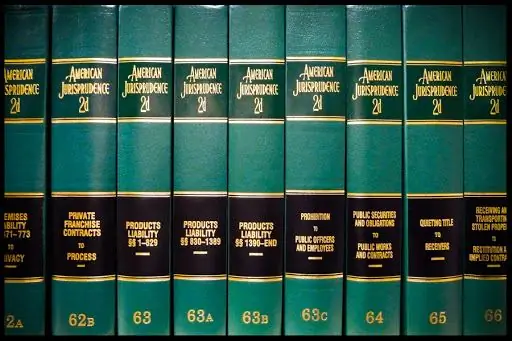 AMERICAN
JURISPRUDENCE
2d
EMISES
ABILITY
471-773
TO
IVACY
2A
AMERICAN
JURISPRUDENCE
2d
PRIVATE
FRANCHISE
CONTRACTS
TO
PROCESS
62B
AMERICAN
JURISPRUDENCE
2d
PRODUCTS
LIABILITY
§§ 1-829
63
AMERICAN
JURISPRUDENCE
2d
PRODUCTS
LIABILITY
§§ 830-1389
63A
AMERICAN
JURISPRUDENCE
2d
PRODUCTS
LIABILITY
§§ 1390-END
63B
AMERICAN
JURISPRUDENCE
2d
PROHIBITION
TO
PUBLIC OFFICERS
AND EMPLOYEES
63C
AMERICAN
JURISPRUDENCE
2d
PUBLIC SECURITIES
AND OBLIGATIONS
TO
PUBLIC WORKS
AND CONTRACTS
64
AMERICAN
JURISPRUDENCE
2d
QUIETING TITLE
TO
RECEIVERS
65
AMERICAN
JURISPRUDENCE
2d
RECEIVING AN
TRANSPORTIN
STOLEN PROPE
TO
RESTITUTION A
IMPLIED CONTRA
66